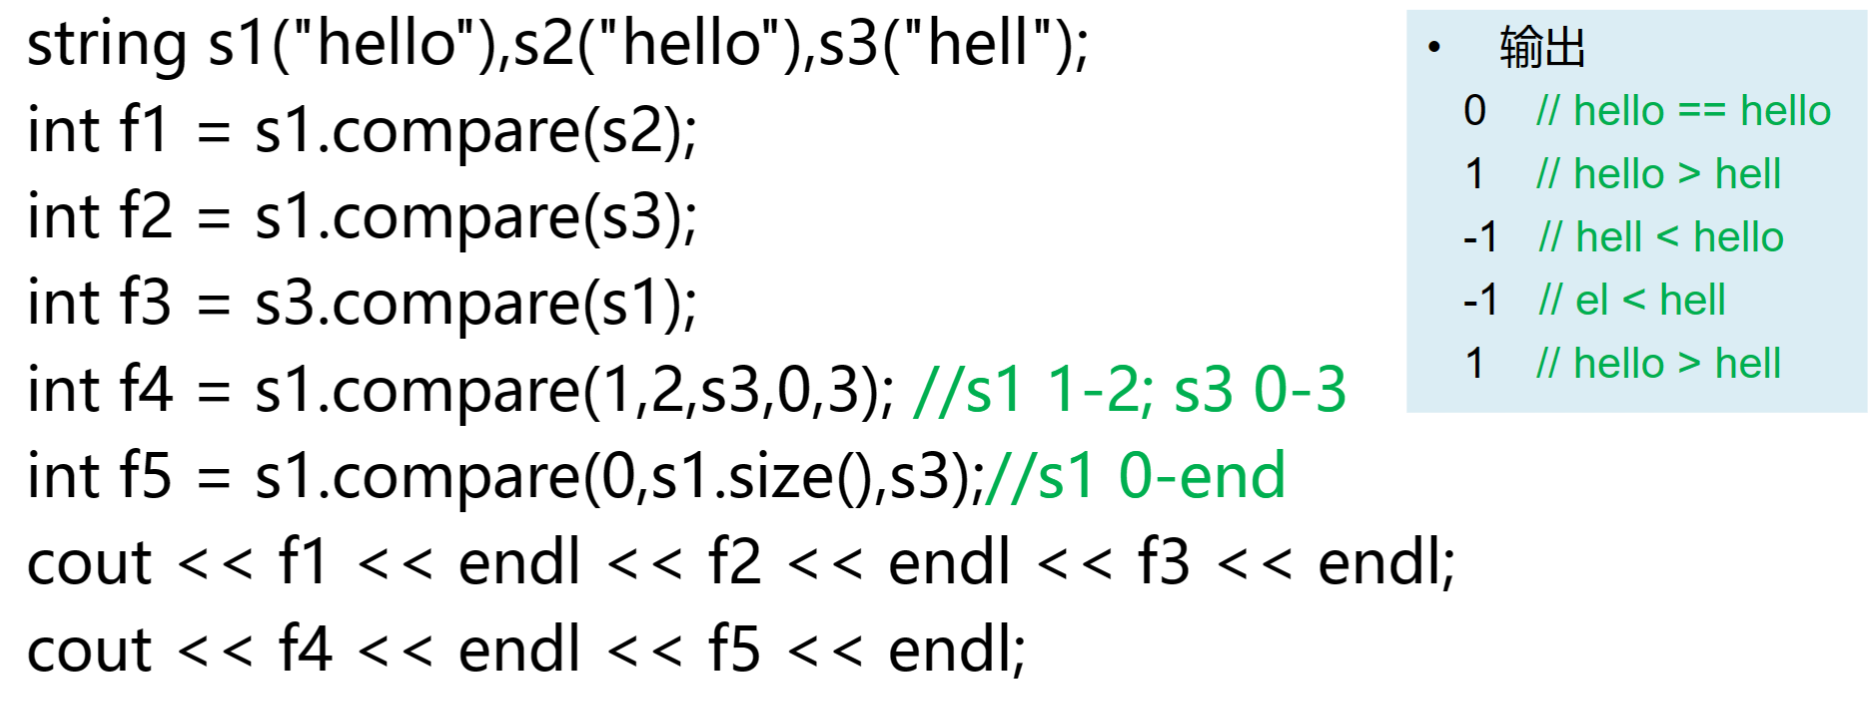 string s1("hello"),s2("hello"),s3("hell");
int f1 = s1.compare(s2);
int f2 = s1.compare(s3);
int f3 = s3.compare(s1);
int f4 = s1.compare(1,2,s3,0,3); //s1 1-2; s3 0-3
int f5 = s1.compare(0,s1.size(),s3);//s1 0-end
cout << f1 << endl << f2 << endl << f3 << endl;
cout << f4 << endl << f5 << endl;
• 输出
0 // hello == hello
1 // hello > hell
-1 // hell < hello
-1 // el < hell
1 // hello > hell